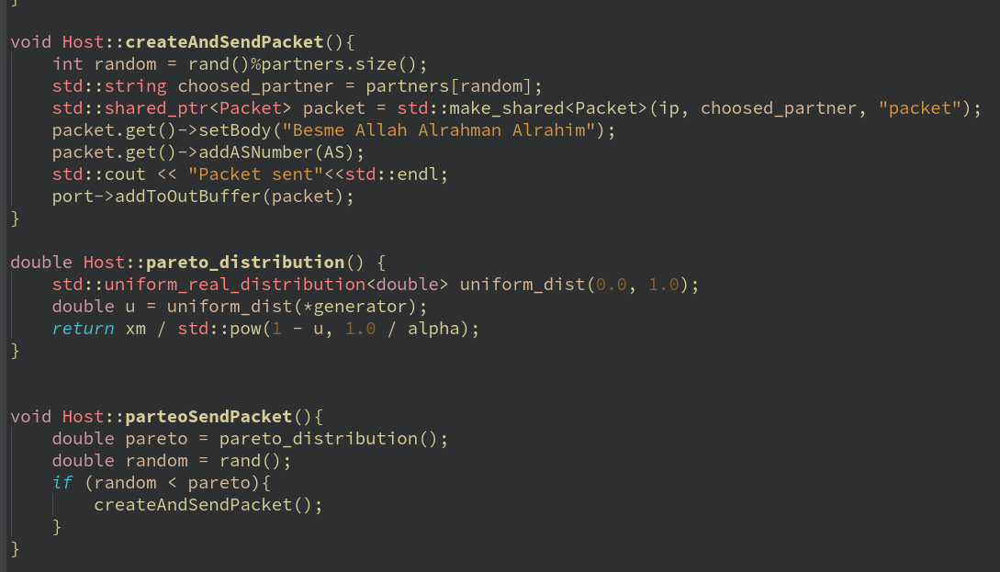 }
void Host::createAndSendPacket(){
    int random = rand()%partners.size();
    std::string choosed_partner = partners[random];
    std::shared_ptr<Packet> packet = std::make_shared<Packet>(ip, choosed_partner, "packet");
    packet.get()->setBody("Besme Allah Alrahman Alrahim");
    packet.get()->addASNumber(AS);
    std::cout << "Packet sent"<<std::endl;
    port->addToOutBuffer(packet);
}
double Host::pareto_distribution() {
    std::uniform_real_distribution<double> uniform_dist(0.0, 1.0);
    double u = uniform_dist(*generator);
    return xm / std::pow(1 - u, 1.0 / alpha);
}
void Host::parteoSendPacket(){
    double pareto = pareto_distribution();
    double random = rand();
    if (random < pareto){
        createAndSendPacket();
    }
}